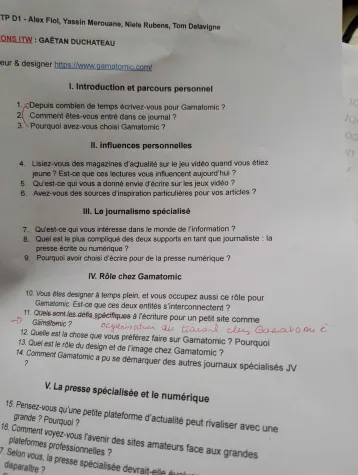 TP D1 - Alex Fiol, Yassin Merouane, Niels Rubens, Tom Delavigne
ONS ITW : GAËTAN DUCHATEAU
eur & designer https://www.gamatomic.com/
I. Introduction et parcours personnel
1. Depuis combien de temps écrivez-vous pour Gamatomic ?
2. Comment êtes-vous entré dans ce journal ?
3. Pourquoi avez-vous choisi Gamatomic ?
II. influences personnelles
4. Lisiez-vous des magazines d'actualité sur le jeu vidéo quand vous étiez
jeune ? Est-ce que ces lectures vous influencent aujourd'hui ?
5. Qu'est-ce qui vous a donné envie d'écrire sur les jeux vidéo ?
6. Avez-vous des sources d'inspiration particulières pour vos articles ?
III. Le journalisme spécialisé
7. Qu'est-ce qui vous intéresse dans le monde de l'information ?
8. Quel est le plus compliqué des deux supports en tant que journaliste : la
presse écrite ou numérique ?
9. Pourquoi avoir choisi d'écrire pour de la presse numérique ?
IV. Rôle chez Gamatomic
10. Vous êtes designer à temps plein, et vous occupez aussi ce rôle pour
Gamatomic. Est-ce que ces deux entités s'interconnectent ?
11. Quels sont les défis spécifiques à l'écriture pour un petit site comme
Gamatomic ? organisation du travail chez Gamatomic
12. Quelle est la chose que vous préférez faire sur Gamatomic ? Pourquoi
13. Quel est le rôle du design et de l'image chez Gamatomic ?
14. Comment Gamatomic a pu se démarquer des autres journaux spécialisés JV
?
V. La presse spécialisée et le numérique
15. Pensez-vous qu'une petite plateforme d'actualité peut rivaliser avec une
grande ? Pourquoi ?
16. Comment voyez-vous l'avenir des sites amateurs face aux grandes
plateformes professionnelles ?
7. Selon vous, la presse spécialisée devrait-elle
disparaître ?